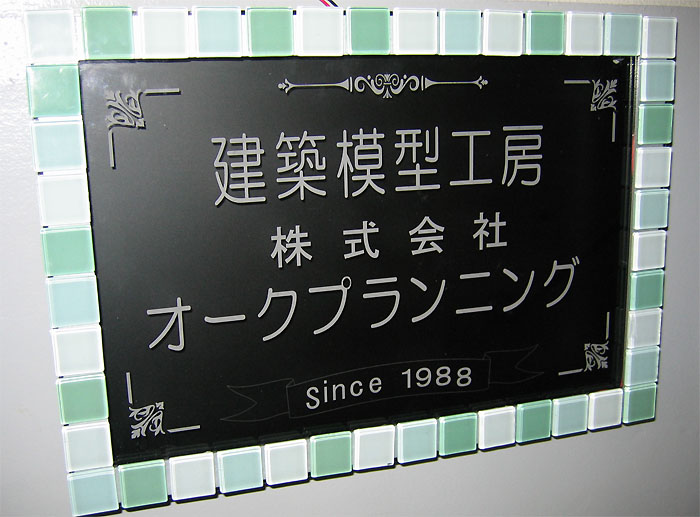 建築模型工房
株式会社
オークプランニング
since 1988